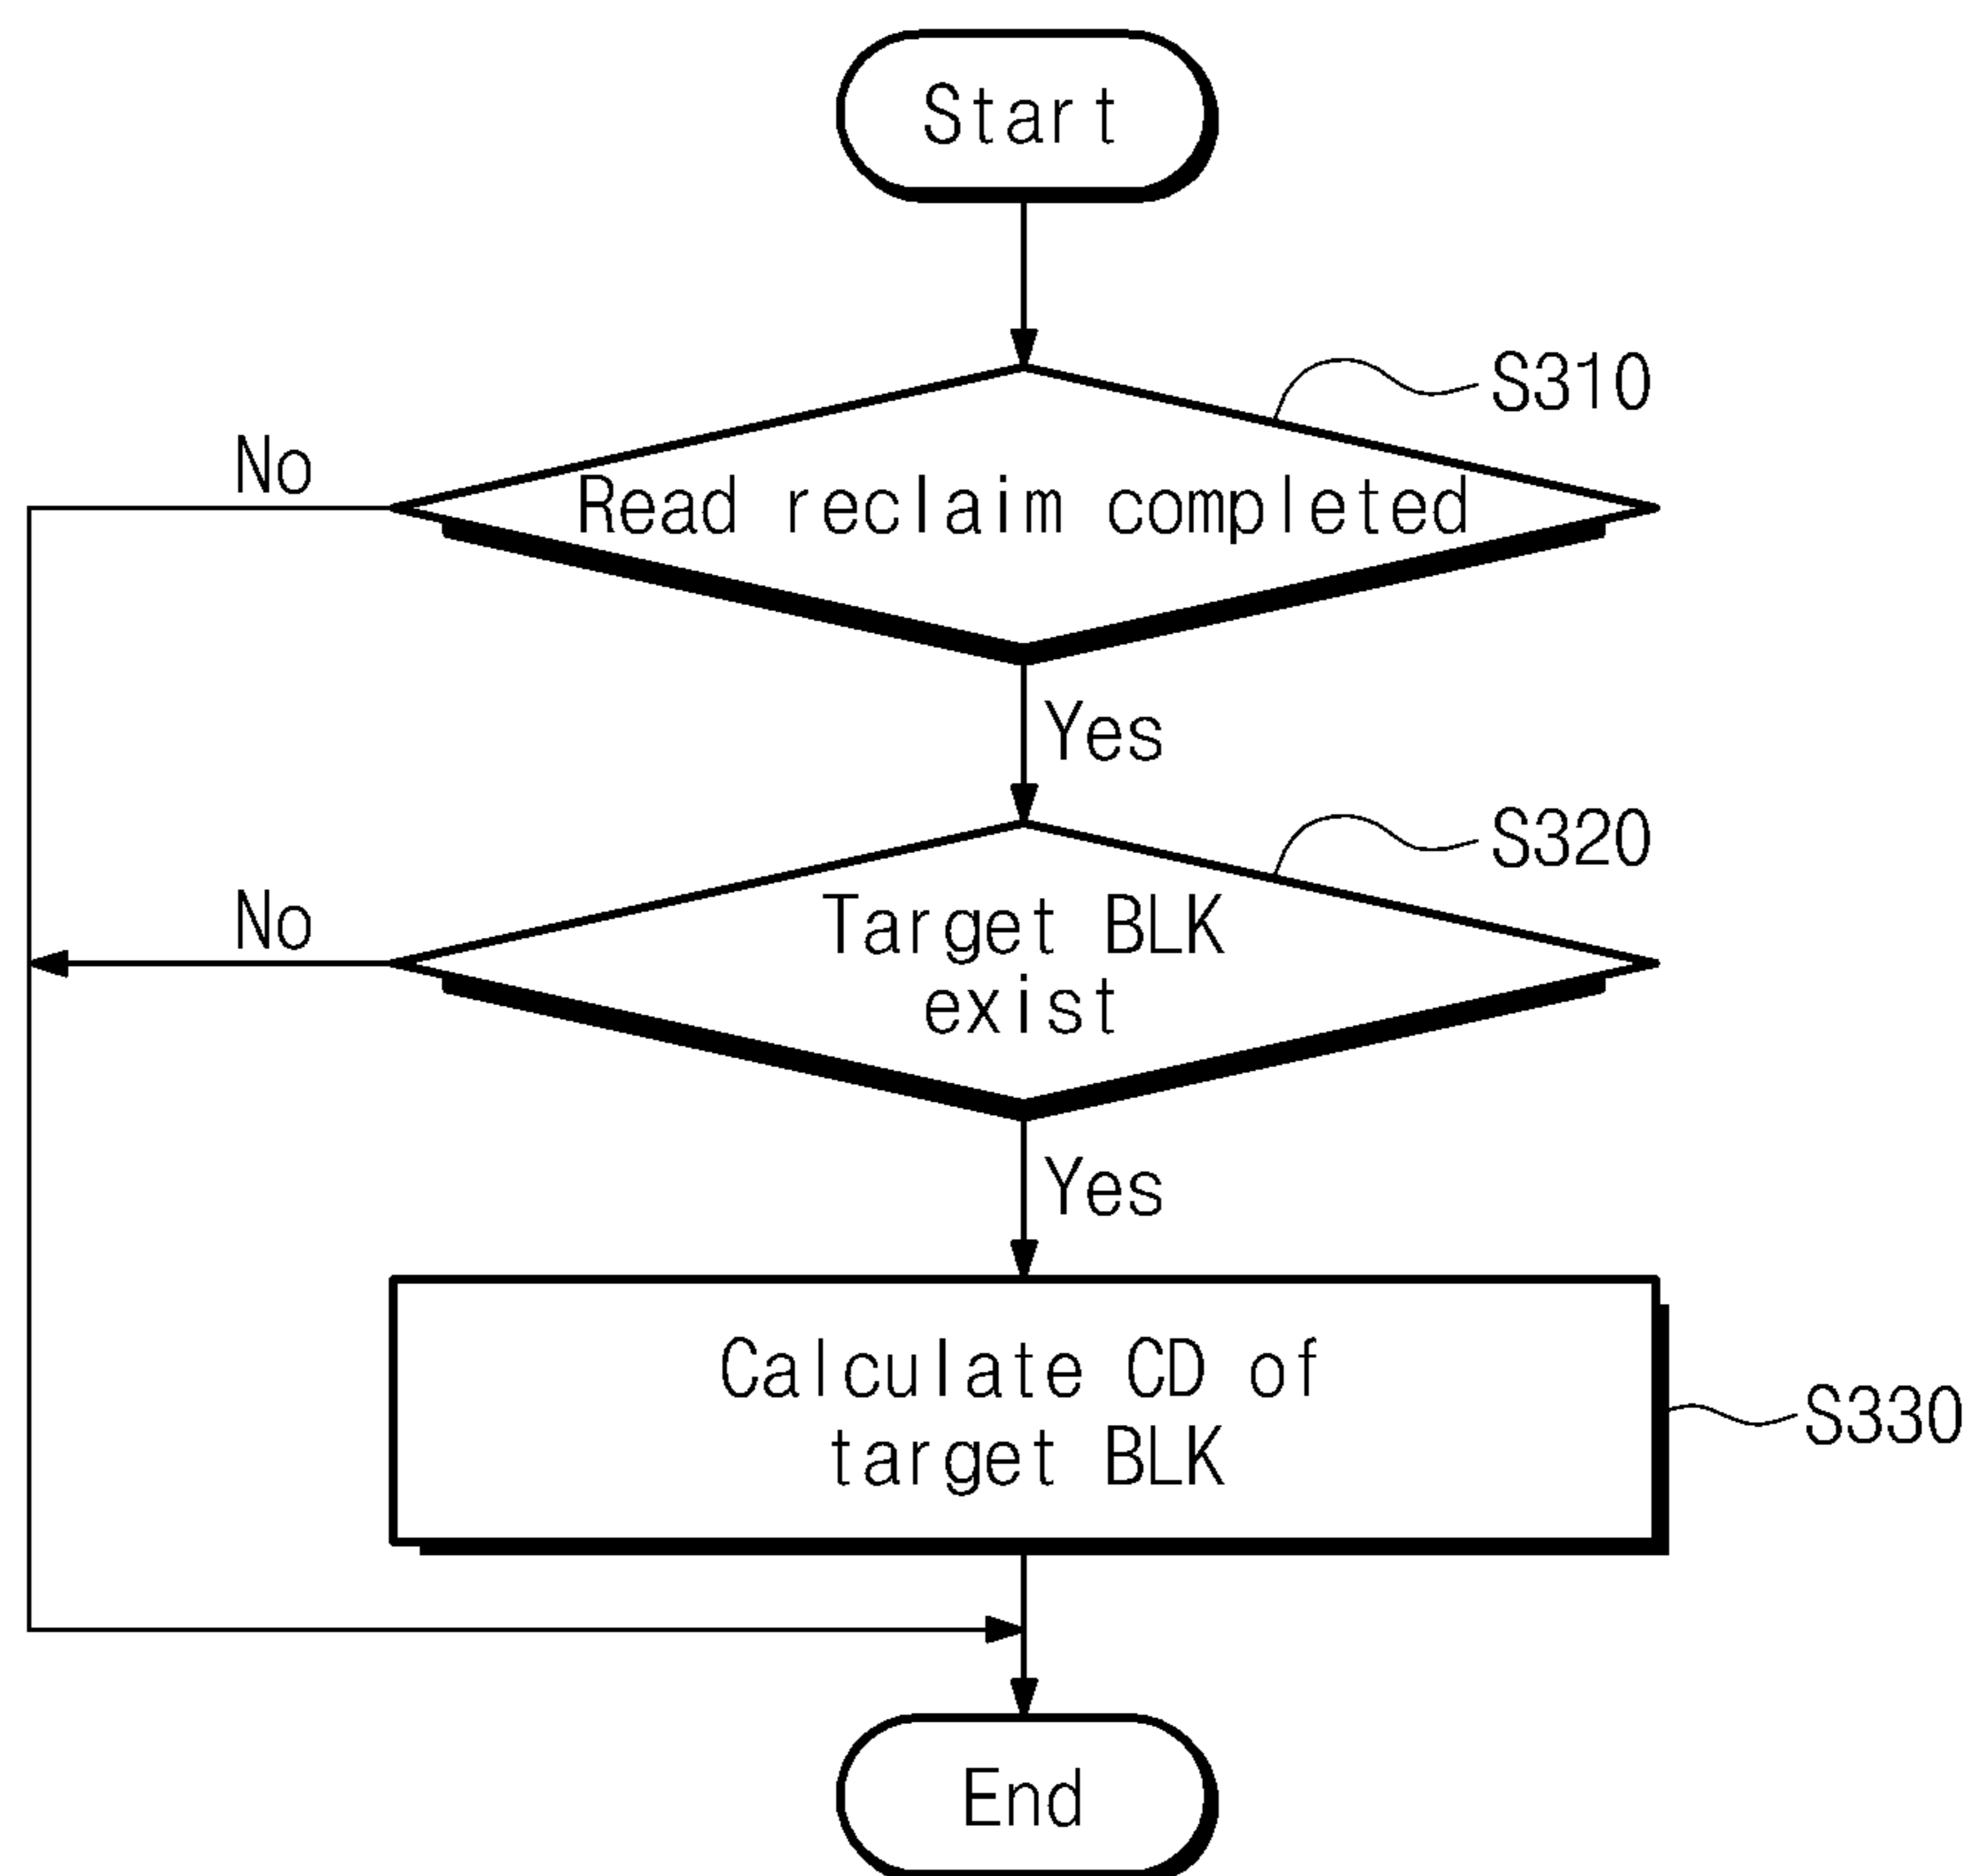 Start
S310
No
Read reclaim completed
Yes
S320
No
Target BLK
exist
Yes
Calculate CD of
target BLK
S330
End